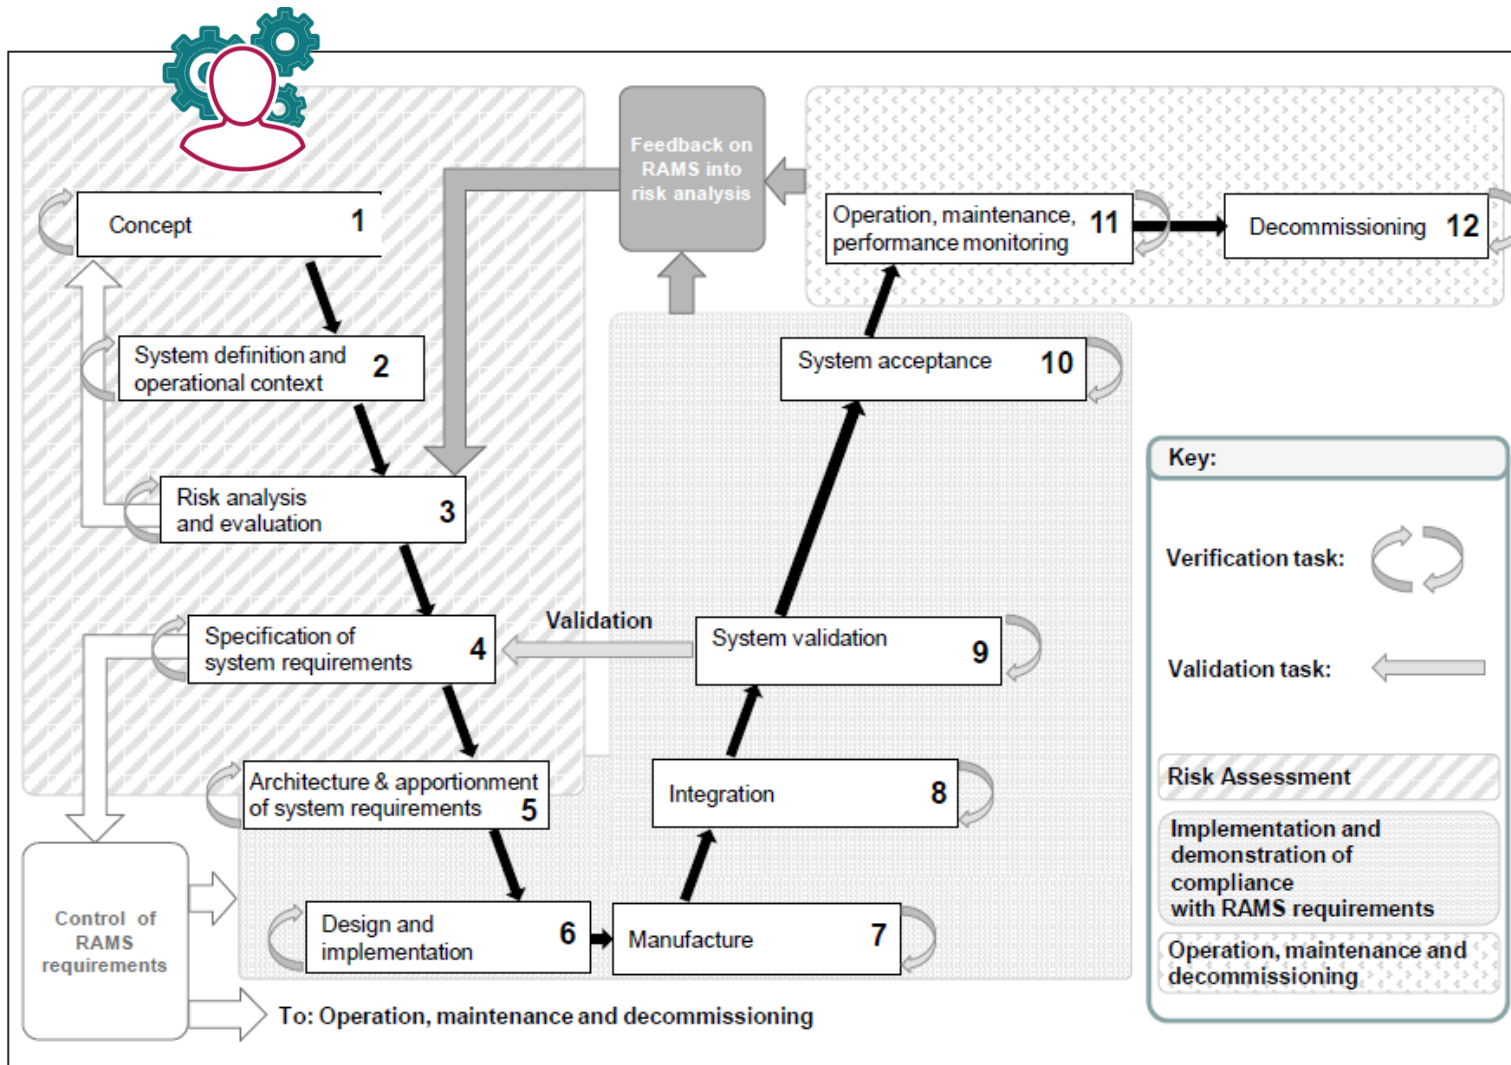 Feedback on
RAMS into
risk analysis
Concept 1
Operation, maintenance,
performance monitoring 11
Decommissioning 12
System definition and
operational context 2
System acceptance 10
Risk analysis
and evaluation 3
Validation
Specification of
system requirements 4
System validation 9
Architecture & apportionment
of system requirements 5
Integration 8
Design and
implementation 6
Manufacture 7
Control of
RAMS
requirements
To: Operation, maintenance and decommissioning
Key:
Verification task:
Validation task:
Risk Assessment
Implementation and
demonstration of
compliance
with RAMS requirements
Operation, maintenance and
decommissioning